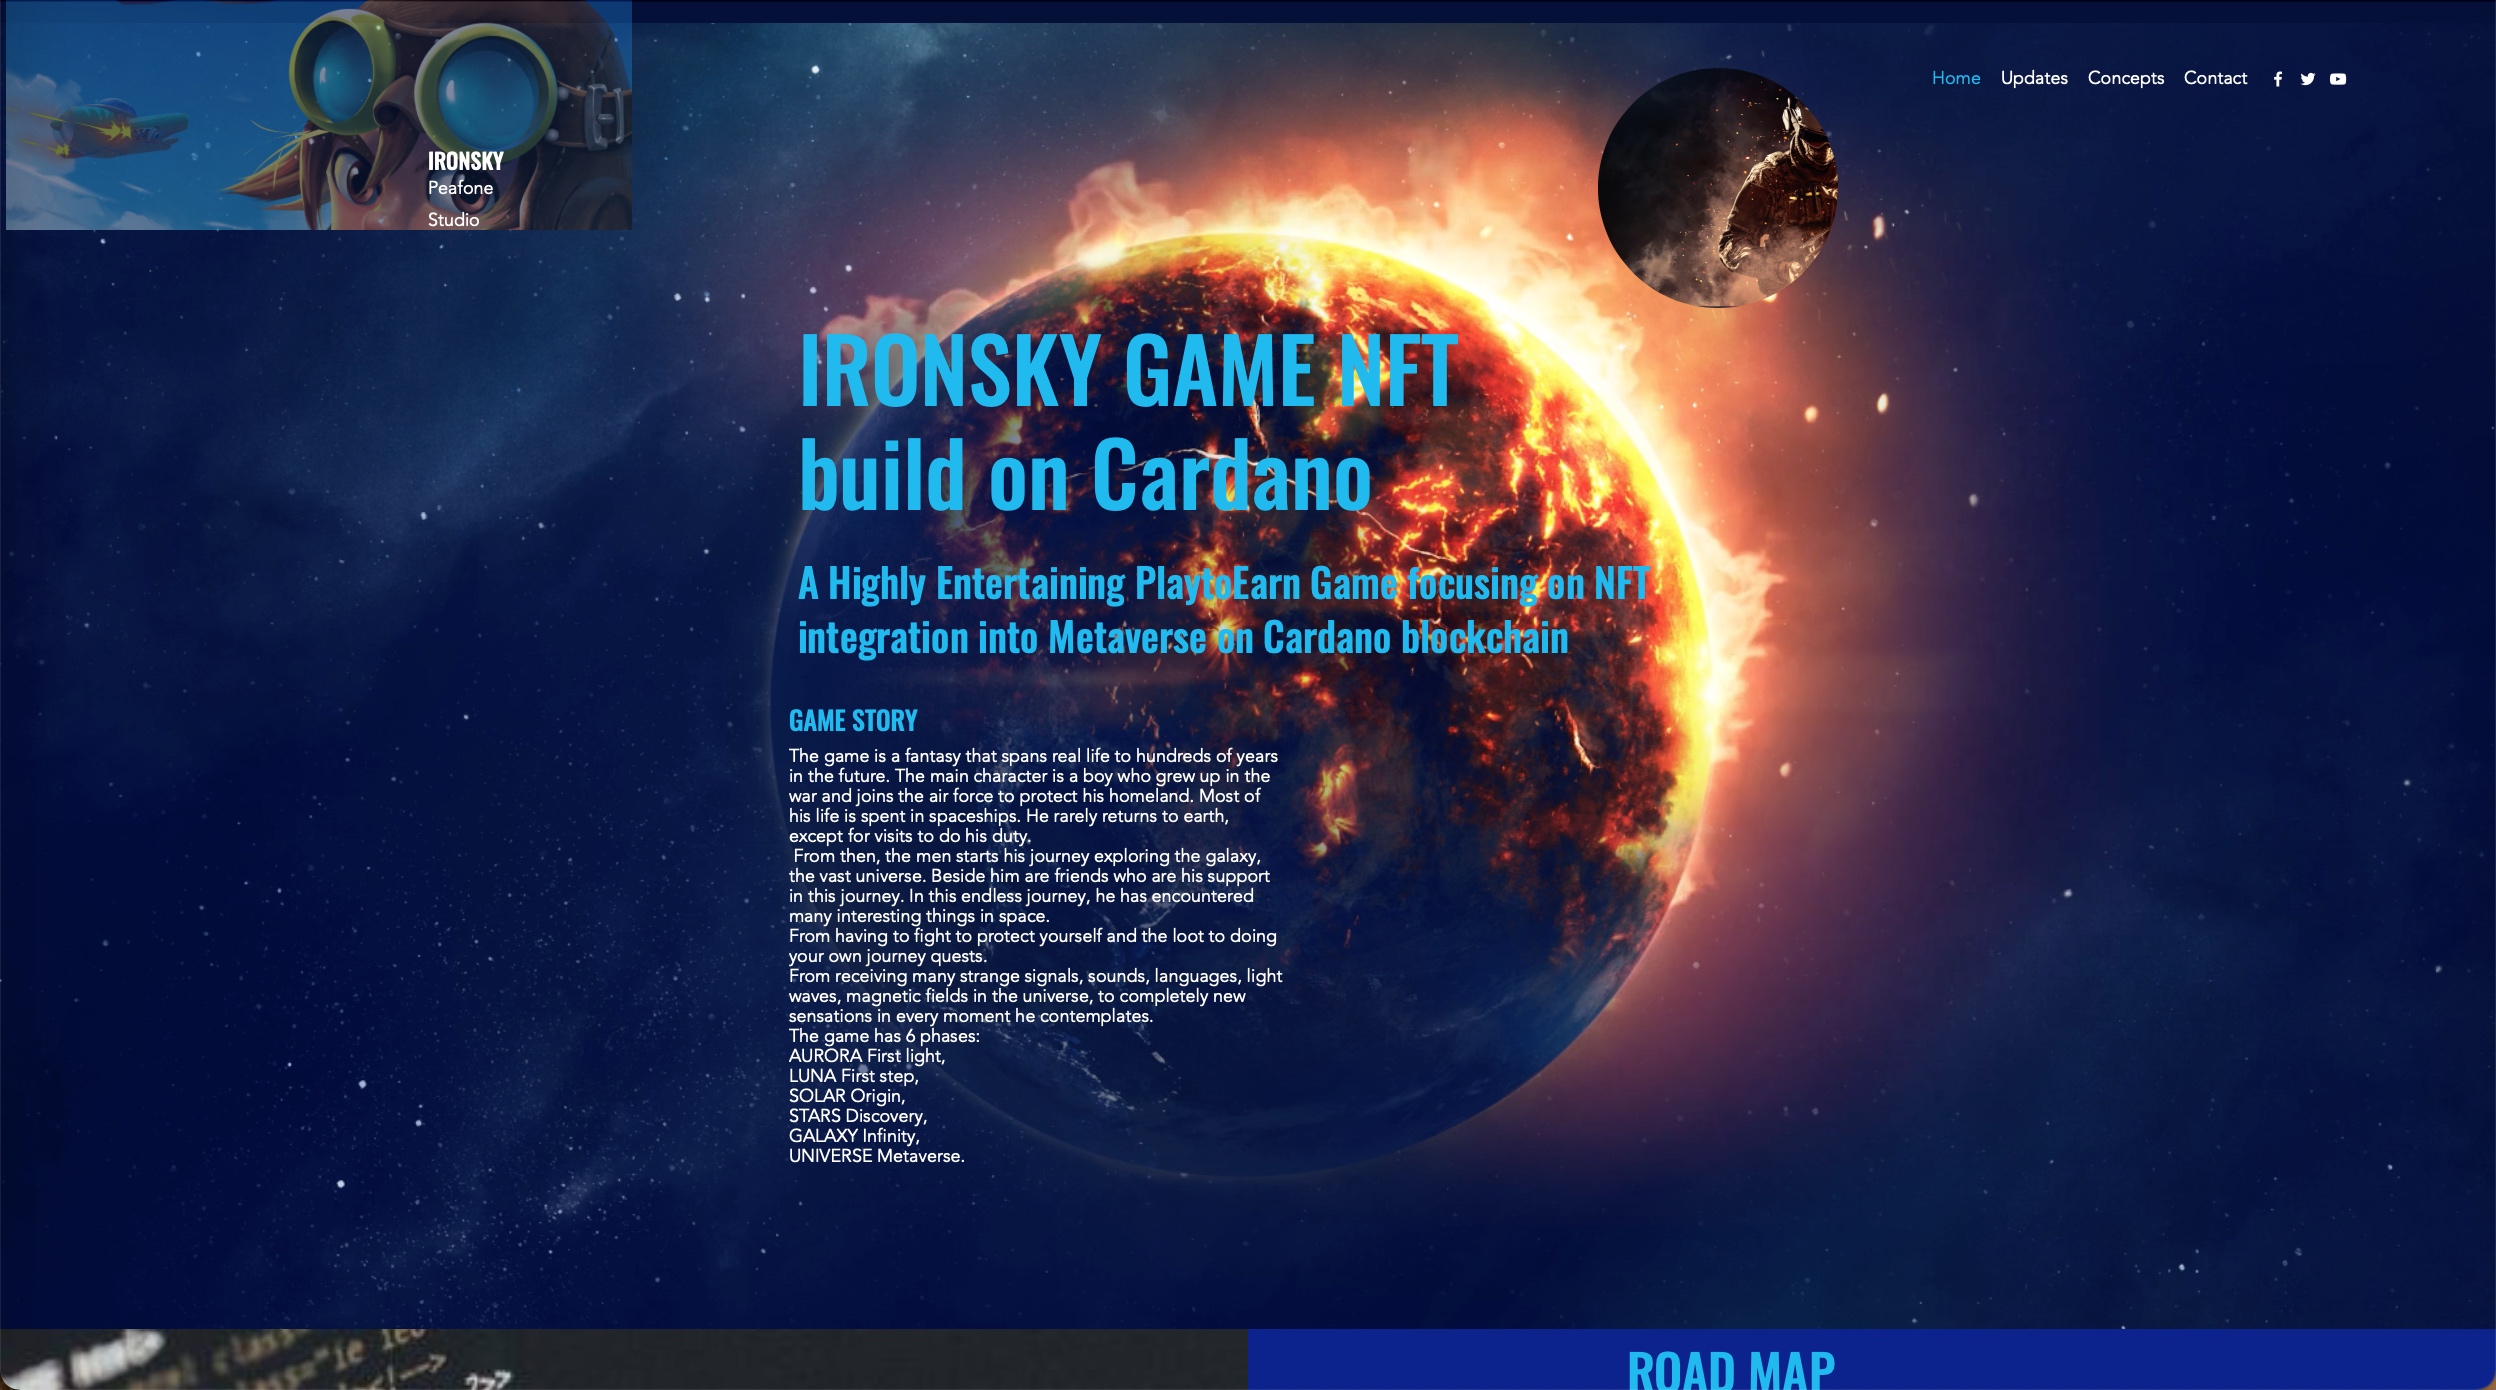 IRONSKY
Peafone
Studio
Home Updates Concepts Contact
IRONSKY GAME NFT
build on Cardano
A Highly Entertaining PlaytoEarn Game focusing on NFT
integration into Metaverse on Cardano blockchain
GAME STORY
The game is a fantasy that spans real life to hundreds of years
in the future. The main character is a boy who grew up in the
war and joins the air force to protect his homeland. Most of
his life is spent in spaceships. He rarely returns to earth,
except for visits to do his duty.
From then, the men starts his journey exploring the galaxy,
the vast universe. Beside him are friends who are his support
in this journey. In this endless journey, he has encountered
many interesting things in space.
From having to fight to protect yourself and the loot to doing
your own journey quests.
From receiving many strange signals, sounds, languages, light
waves, magnetic fields in the universe, to completely new
sensations in every moment he contemplates.
The game has 6 phases:
AURORA First light,
LUNA First step,
SOLAR Origin,
STARS Discovery,
GALAXY Infinity,
UNIVERSE Metaverse.
ROAD MAP